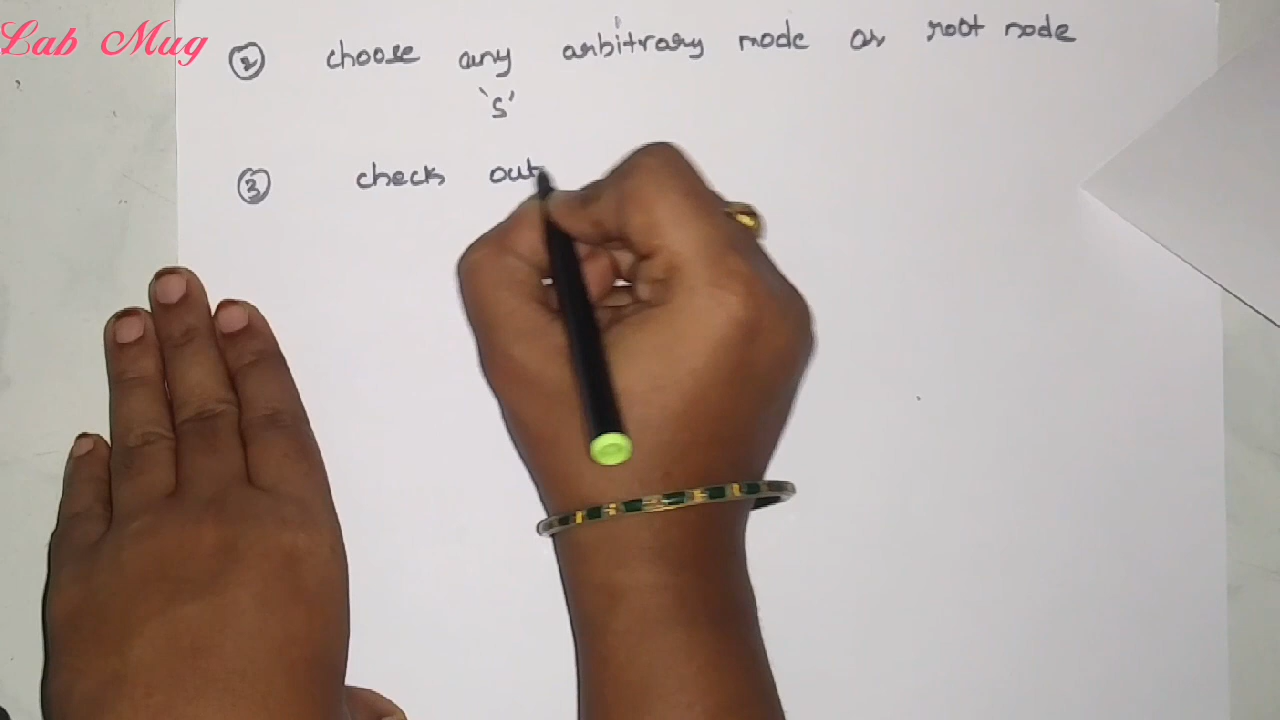 Lab Mug
② choose any arbitrary node or root node
's'
③ check out